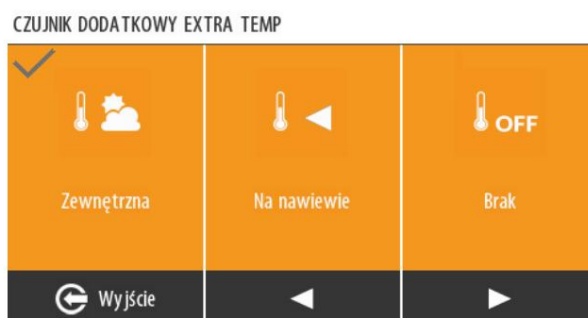 CZUJNIK DODATKOWY EXTRA TEMP
OFF
Zewnętrzna
Na nawiewie
Brak
Wyjście